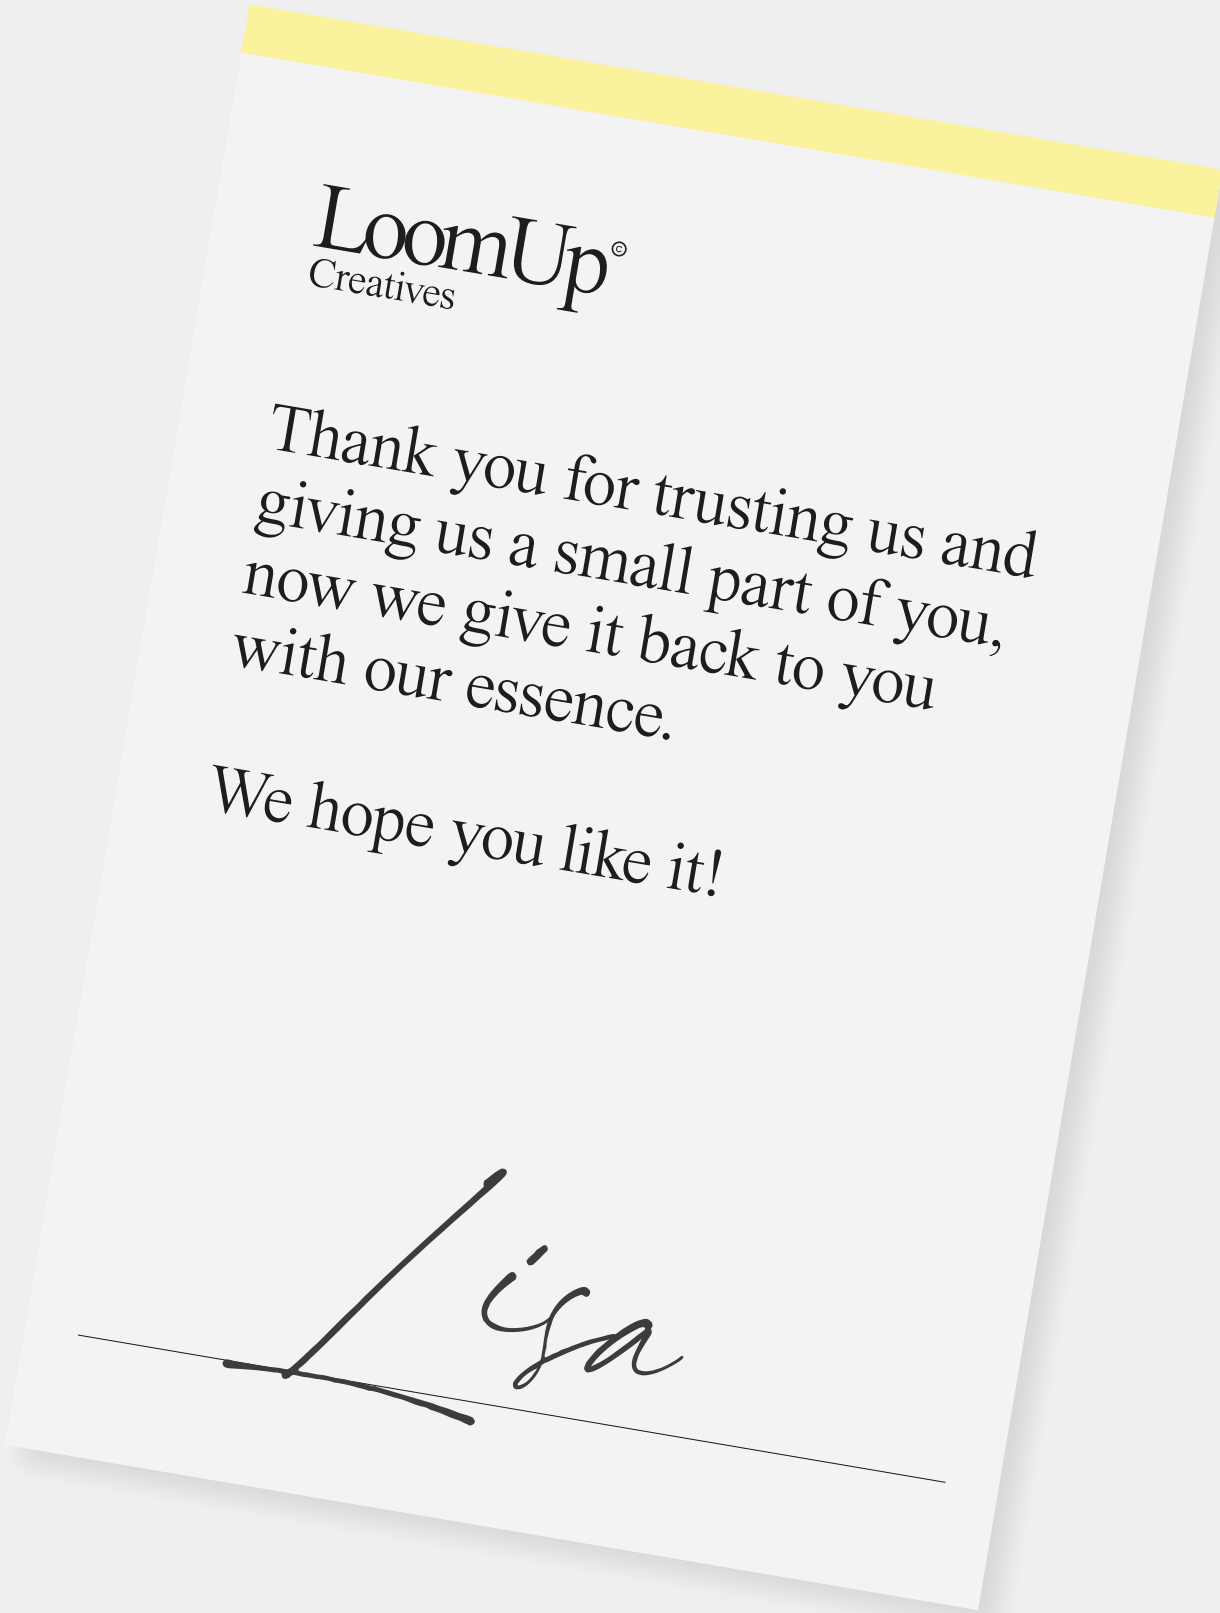 LoomUp©
Creatives
Thank you for trusting us and
giving us a small part of you,
now we give it back to you
with our essence.
We hope you like it!
Lisa